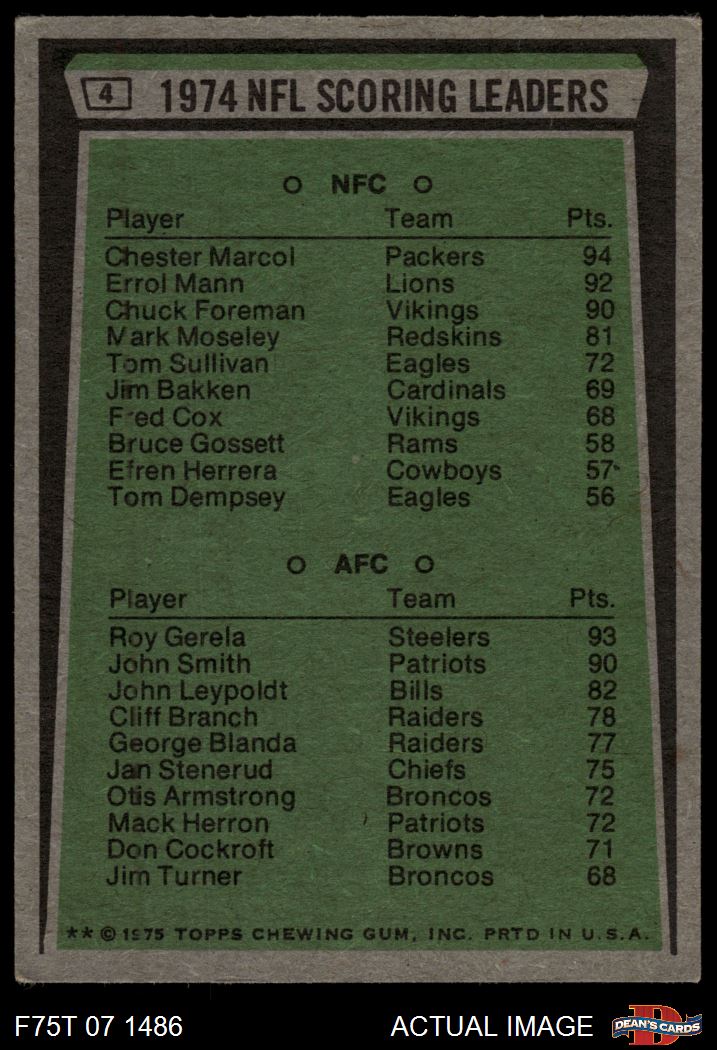 4 1974 NFL SCORING LEADERS
NFC
Player Team Pts.
Chester Marcol Packers 94
Errol Mann Lions 92
Chuck Foreman Vikings 90
Mark Moseley Redskins 81
Tom Sullivan Eagles 72
Jim Bakken Cardinals 69
Fred Cox Vikings 68
Bruce Gossett Rams 58
Efren Herrera Cowboys 57
Tom Dempsey Eagles 56
AFC
Player Team Pts.
Roy Gerela Steelers 93
John Smith Patriots 90
John Leypoldt Bills 82
Cliff Branch Raiders 78
George Blanda Raiders 77
Jan Stenerud Chiefs 75
Otis Armstrong Broncos 72
Mack Herron Patriots 72
Don Cockroft Browns 71
Jim Turner Broncos 68
** © 1975 TOPPS CHEWING GUM, INC. PRTD IN U.S.A.
F75T 07 1486 ACTUAL IMAGE D DEAN'S CARDS